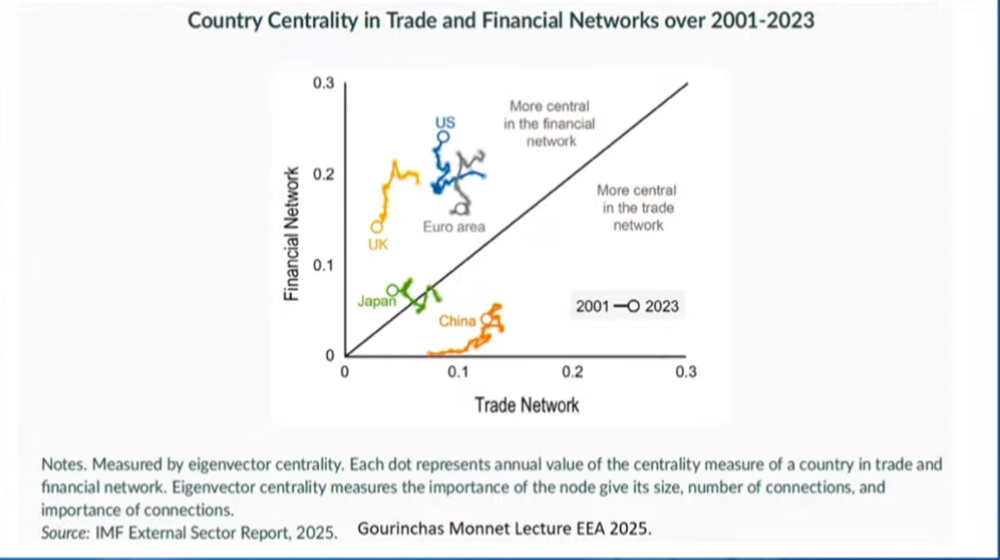 Country Centrality in Trade and Financial Networks over 2001-2023
0.3
More central
in the financial
network
US
0.2
More central
in the trade
network
Financial Network
Euro area
UK
0.1
Japan
China
2001 2023
0
0 0.1 0.2 0.3
Trade Network
Notes. Measured by eigenvector centrality. Each dot represents annual value of the centrality measure of a country in trade and
financial network. Eigenvector centrality measures the importance of the node give its size, number of connections, and
importance of connections.
Source: IMF External Sector Report, 2025. Gourinchas Monnet Lecture EEA 2025.